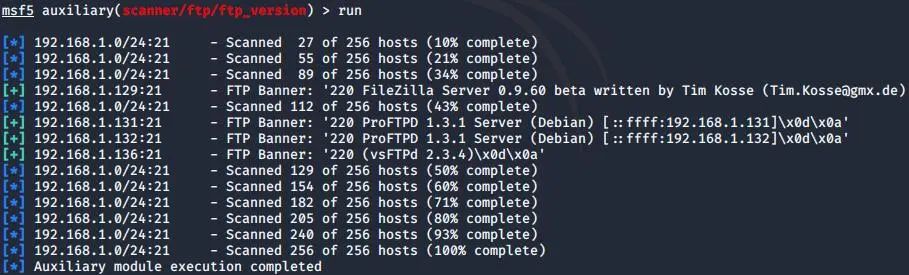 msf5 auxiliary(scanner/ftp/ftp_version) > run
[*] 192.168.1.0/24:21 - Scanned 27 of 256 hosts (10% complete)
[*] 192.168.1.0/24:21 - Scanned 55 of 256 hosts (21% complete)
[*] 192.168.1.0/24:21 - Scanned 89 of 256 hosts (34% complete)
[+] 192.168.1.129:21 - FTP Banner: '220 FileZilla Server 0.9.60 beta written by Tim Kosse (Tim.Kosse@gmx.de)
[*] 192.168.1.0/24:21 - Scanned 112 of 256 hosts (43% complete)
[+] 192.168.1.131:21 - FTP Banner: '220 ProFTPD 1.3.1 Server (Debian) [::ffff:192.168.1.131]\x0d\x0a'
[+] 192.168.1.132:21 - FTP Banner: '220 ProFTPD 1.3.1 Server (Debian) [::ffff:192.168.1.132]\x0d\x0a'
[+] 192.168.1.136:21 - FTP Banner: '220 (vsFTPd 2.3.4)\x0d\x0a'
[*] 192.168.1.0/24:21 - Scanned 129 of 256 hosts (50% complete)
[*] 192.168.1.0/24:21 - Scanned 154 of 256 hosts (60% complete)
[*] 192.168.1.0/24:21 - Scanned 182 of 256 hosts (71% complete)
[*] 192.168.1.0/24:21 - Scanned 205 of 256 hosts (80% complete)
[*] 192.168.1.0/24:21 - Scanned 240 of 256 hosts (93% complete)
[*] 192.168.1.0/24:21 - Scanned 256 of 256 hosts (100% complete)
[*] Auxiliary module execution completed